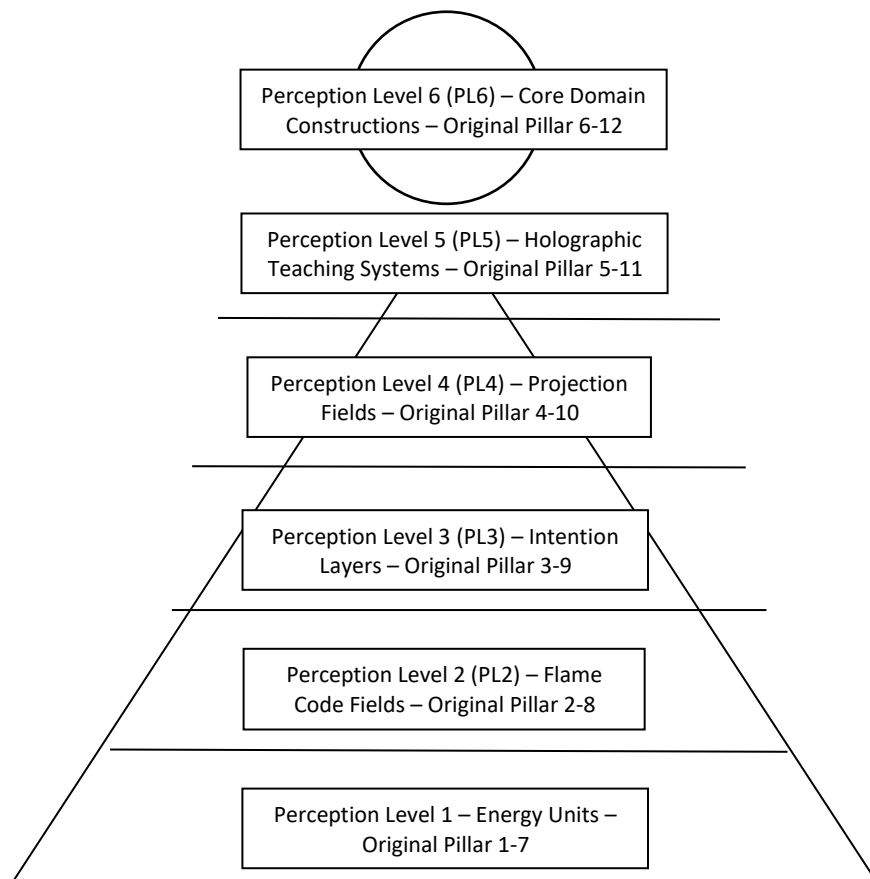 Perception Level 6 (PL6) – Core Domain
Constructions – Original Pillar 6-12
Perception Level 5 (PL5) – Holographic
Teaching Systems – Original Pillar 5-11
Perception Level 4 (PL4) – Projection
Fields – Original Pillar 4-10
Perception Level 3 (PL3) – Intention
Layers – Original Pillar 3-9
Perception Level 2 (PL2) – Flame
Code Fields – Original Pillar 2-8
Perception Level 1 – Energy Units –
Original Pillar 1-7